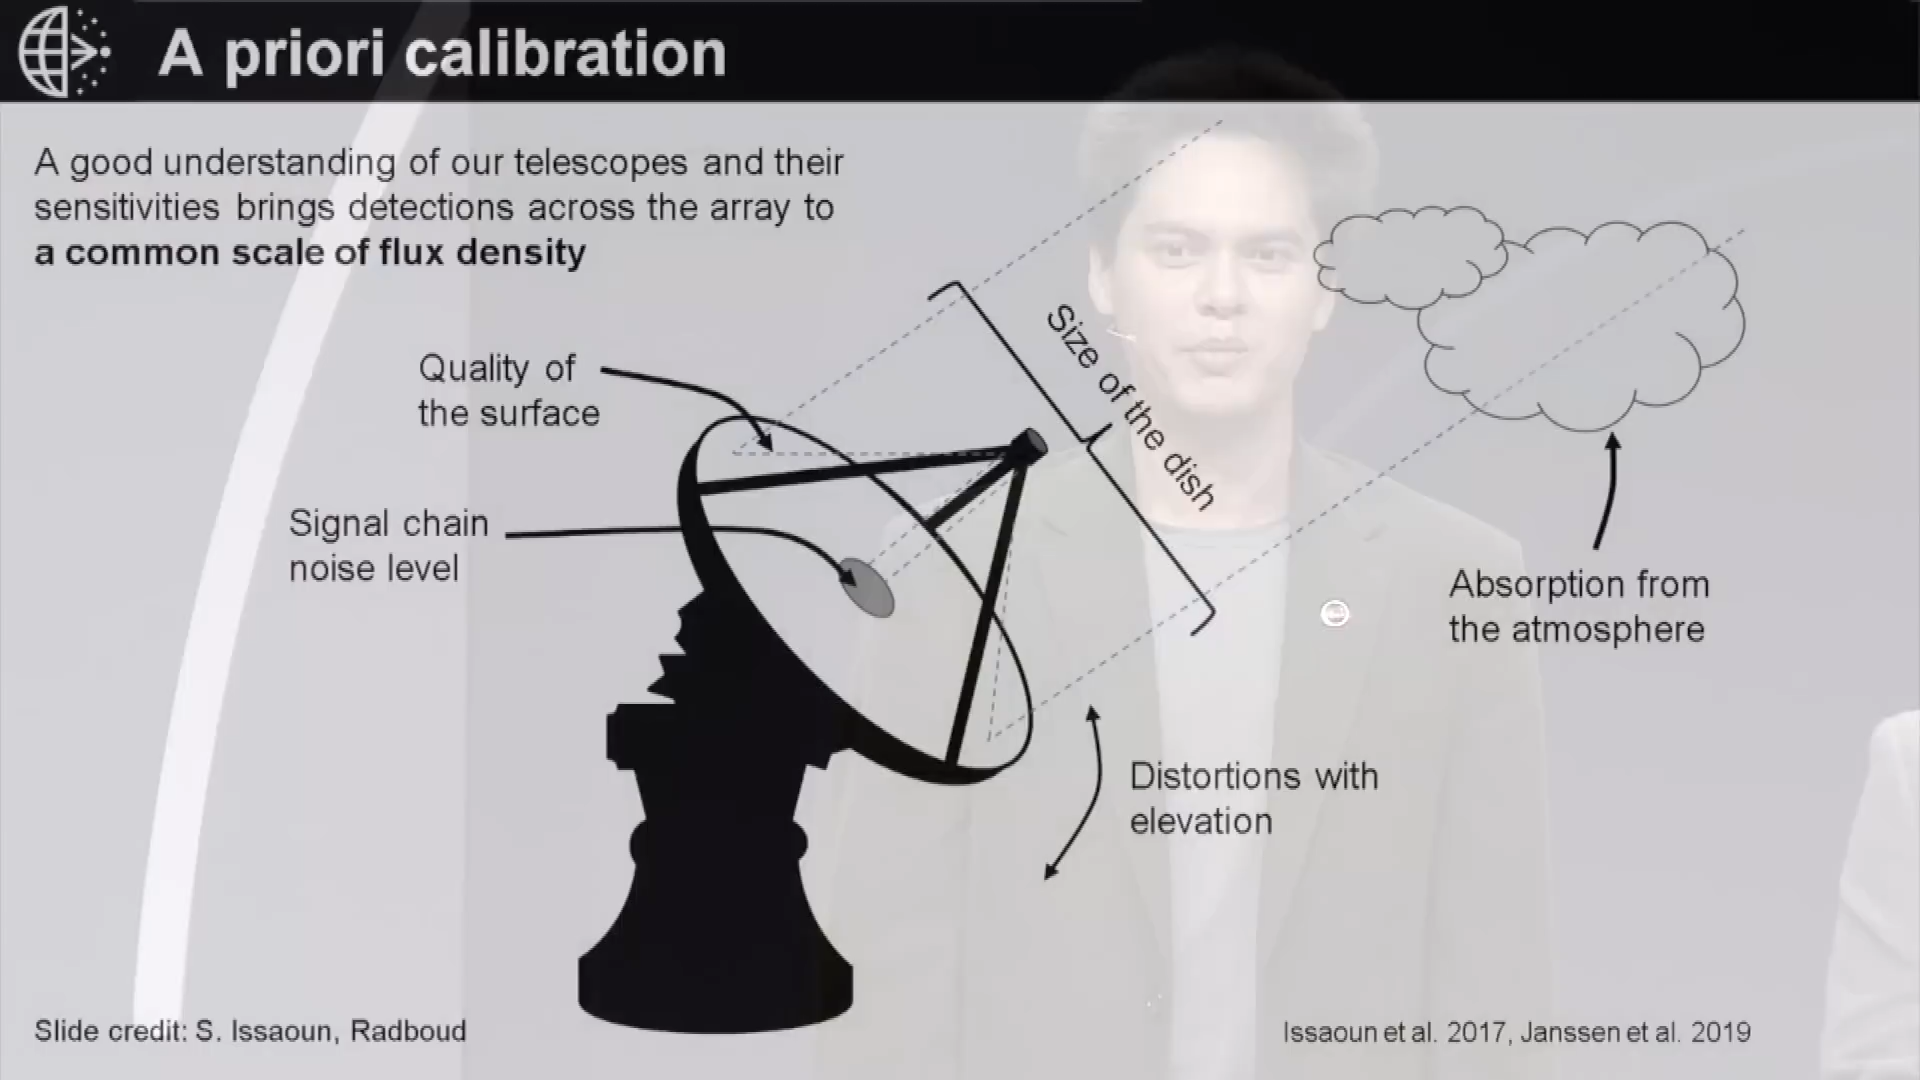 A priori calibration
A good understanding of our telescopes and their
sensitivities brings detections across the array to
a common scale of flux density
Quality of
the surface
Size of the dish
Signal chain
noise level
Absorption from
the atmosphere
Distortions with
elevation
Slide credit: S. Issaoun, Radboud
Issaoun et al. 2017, Janssen et al. 2019